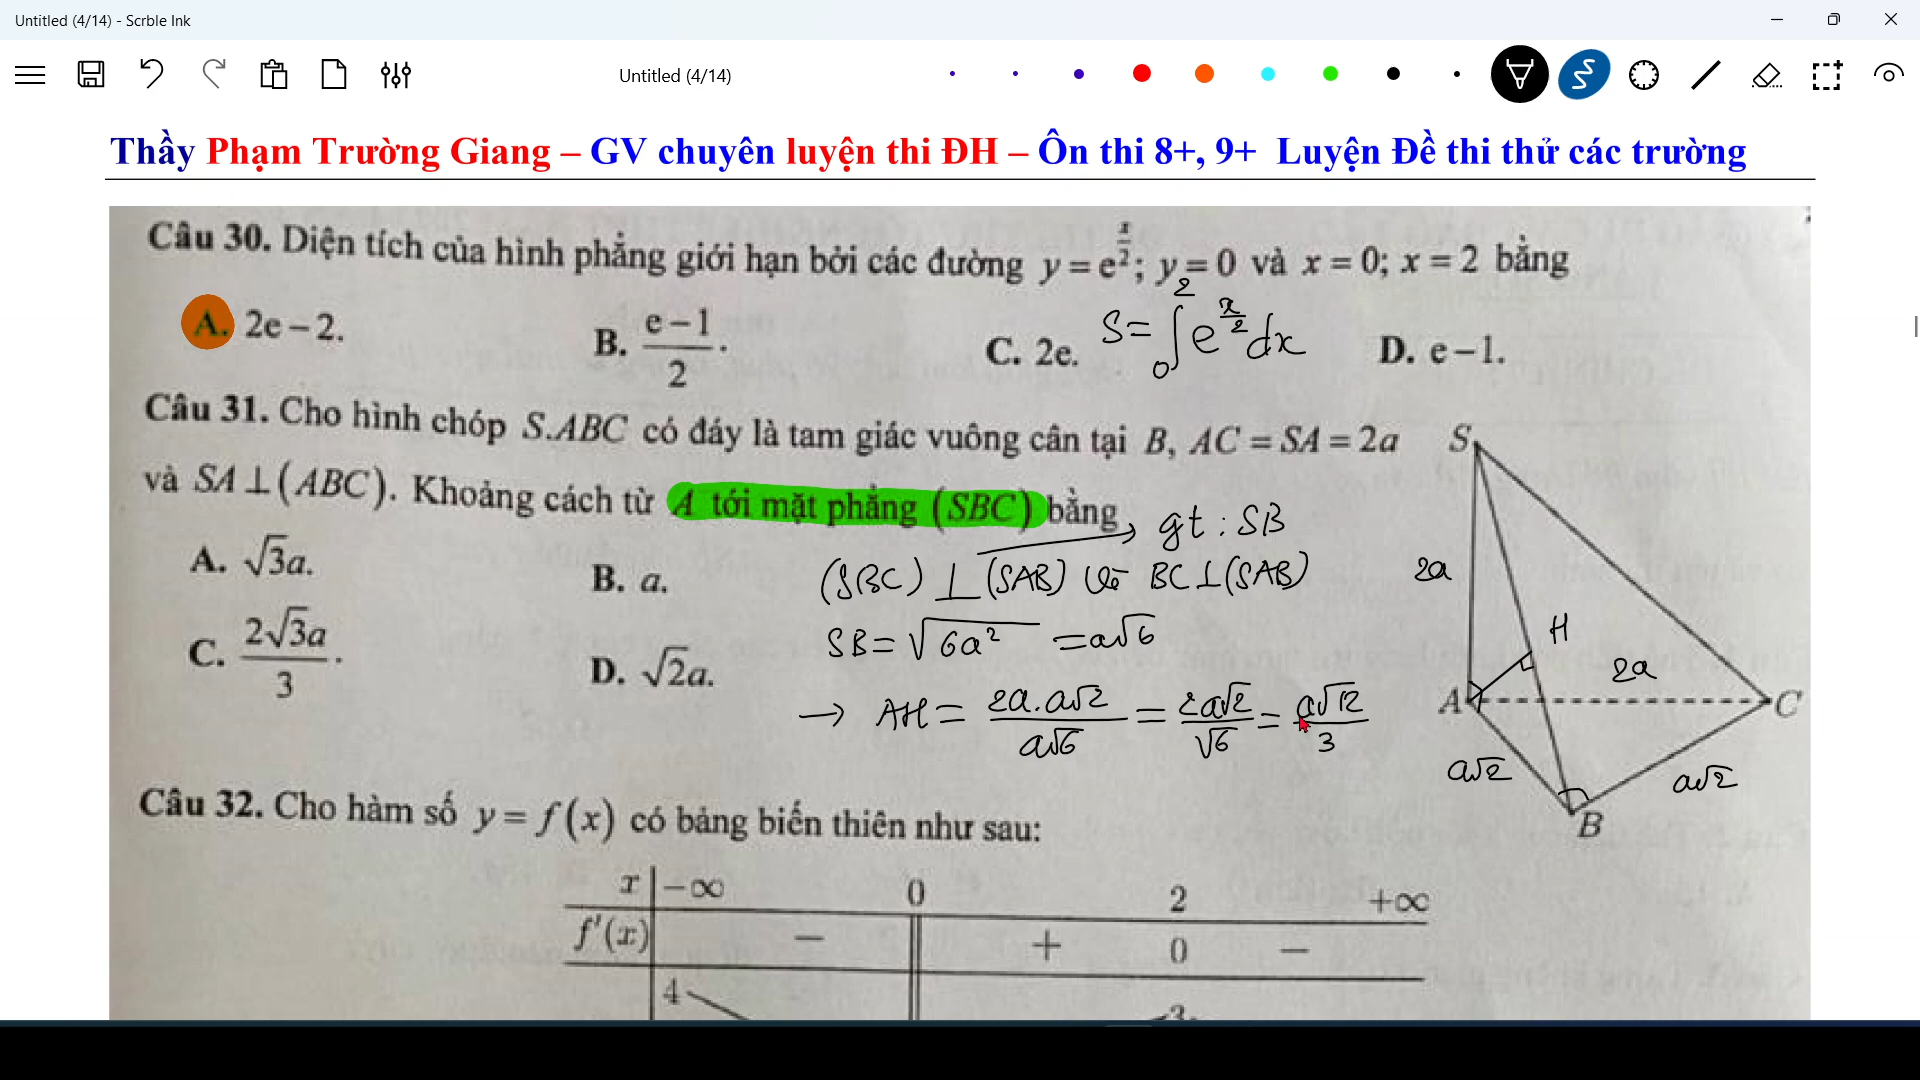 Untitled (4/14) - Scrble Ink
Untitled (4/14)
Thầy Phạm Trường Giang – GV chuyên luyện thi ĐH – Ôn thi 8+, 9+ Luyện Đề thi thử các trường
Câu 30. Diện tích của hình phẳng giới hạn bởi các đường y = e^{x/2}; y = 0 và x = 0; x = 2 bằng
A. 2e – 2.
B. (e – 1)/2.
C. 2e.
S = ∫₀² e^{x/2} dx
D. e – 1.
Câu 31. Cho hình chóp S.ABC có đáy là tam giác vuông cân tại B, AC = SA = 2a
và SA ⊥ (ABC). Khoảng cách từ A tới mặt phẳng (SBC) bằng
gt : SB
A. √3a.
B. a.
(SBC) ⊥ (SAB) vì BC ⊥ (SAB)
C. 2√3a/3.
D. √2a.
SB = √6a² = a√6
→ AH = 2a.a√2/a√6 = 2a√2/√6 = a√12/3
S
2a
H
2a
A
C
a√2
a√2
B
Câu 32. Cho hàm số y = f(x) có bảng biến thiên như sau:
x –∞ 0 2 +∞
f'(x) – + 0 –
4
3